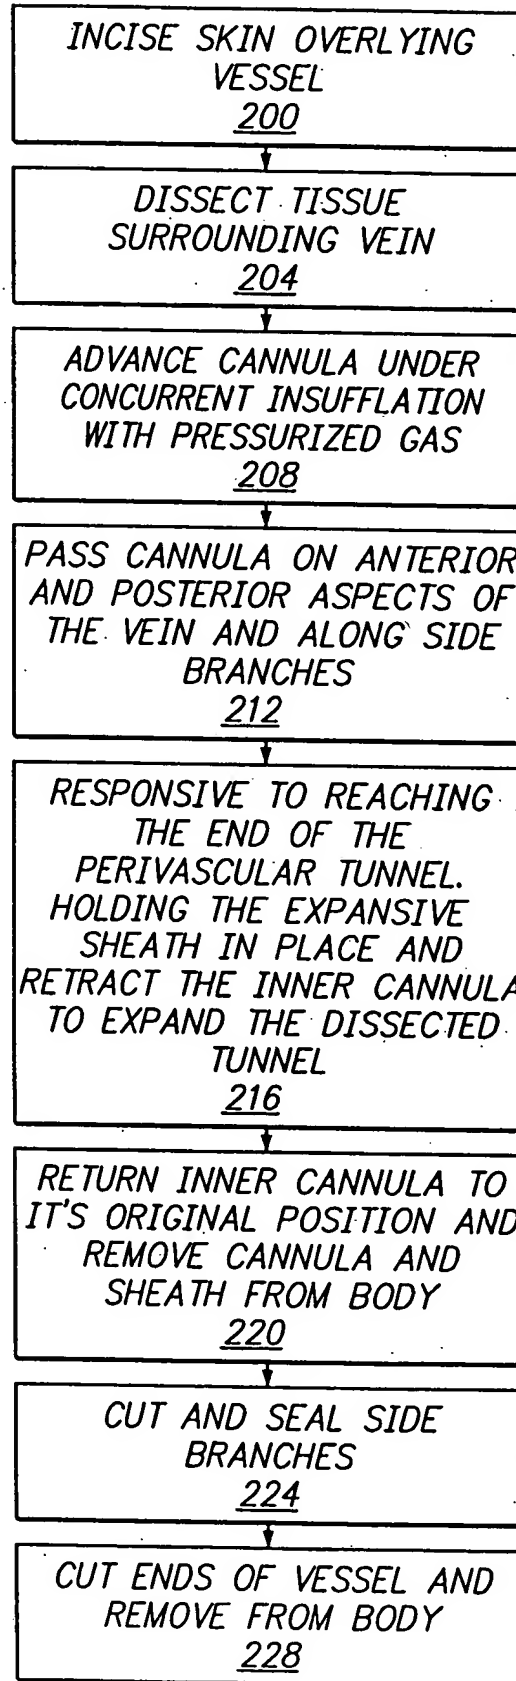 INCISE SKIN OVERLYING
VESSEL
200
DISSECT TISSUE
SURROUNDING VEIN
204
ADVANCE CANNULA UNDER
CONCURRENT INSUFFLATION
WITH PRESSURIZED GAS
208
PASS CANNULA ON ANTERIOR
AND POSTERIOR ASPECTS OF
THE VEIN AND ALONG SIDE
BRANCHES
212
RESPONSIVE TO REACHING
THE END OF THE
PERIVASCULAR TUNNEL.
HOLDING THE EXPANSIVE
SHEATH IN PLACE AND
RETRACT THE INNER CANNULA
TO EXPAND THE DISSECTED
TUNNEL
216
RETURN INNER CANNULA TO
IT'S ORIGINAL POSITION AND
REMOVE CANNULA AND
SHEATH FROM BODY
220
CUT AND SEAL SIDE
BRANCHES
224
CUT ENDS OF VESSEL AND
REMOVE FROM BODY
228